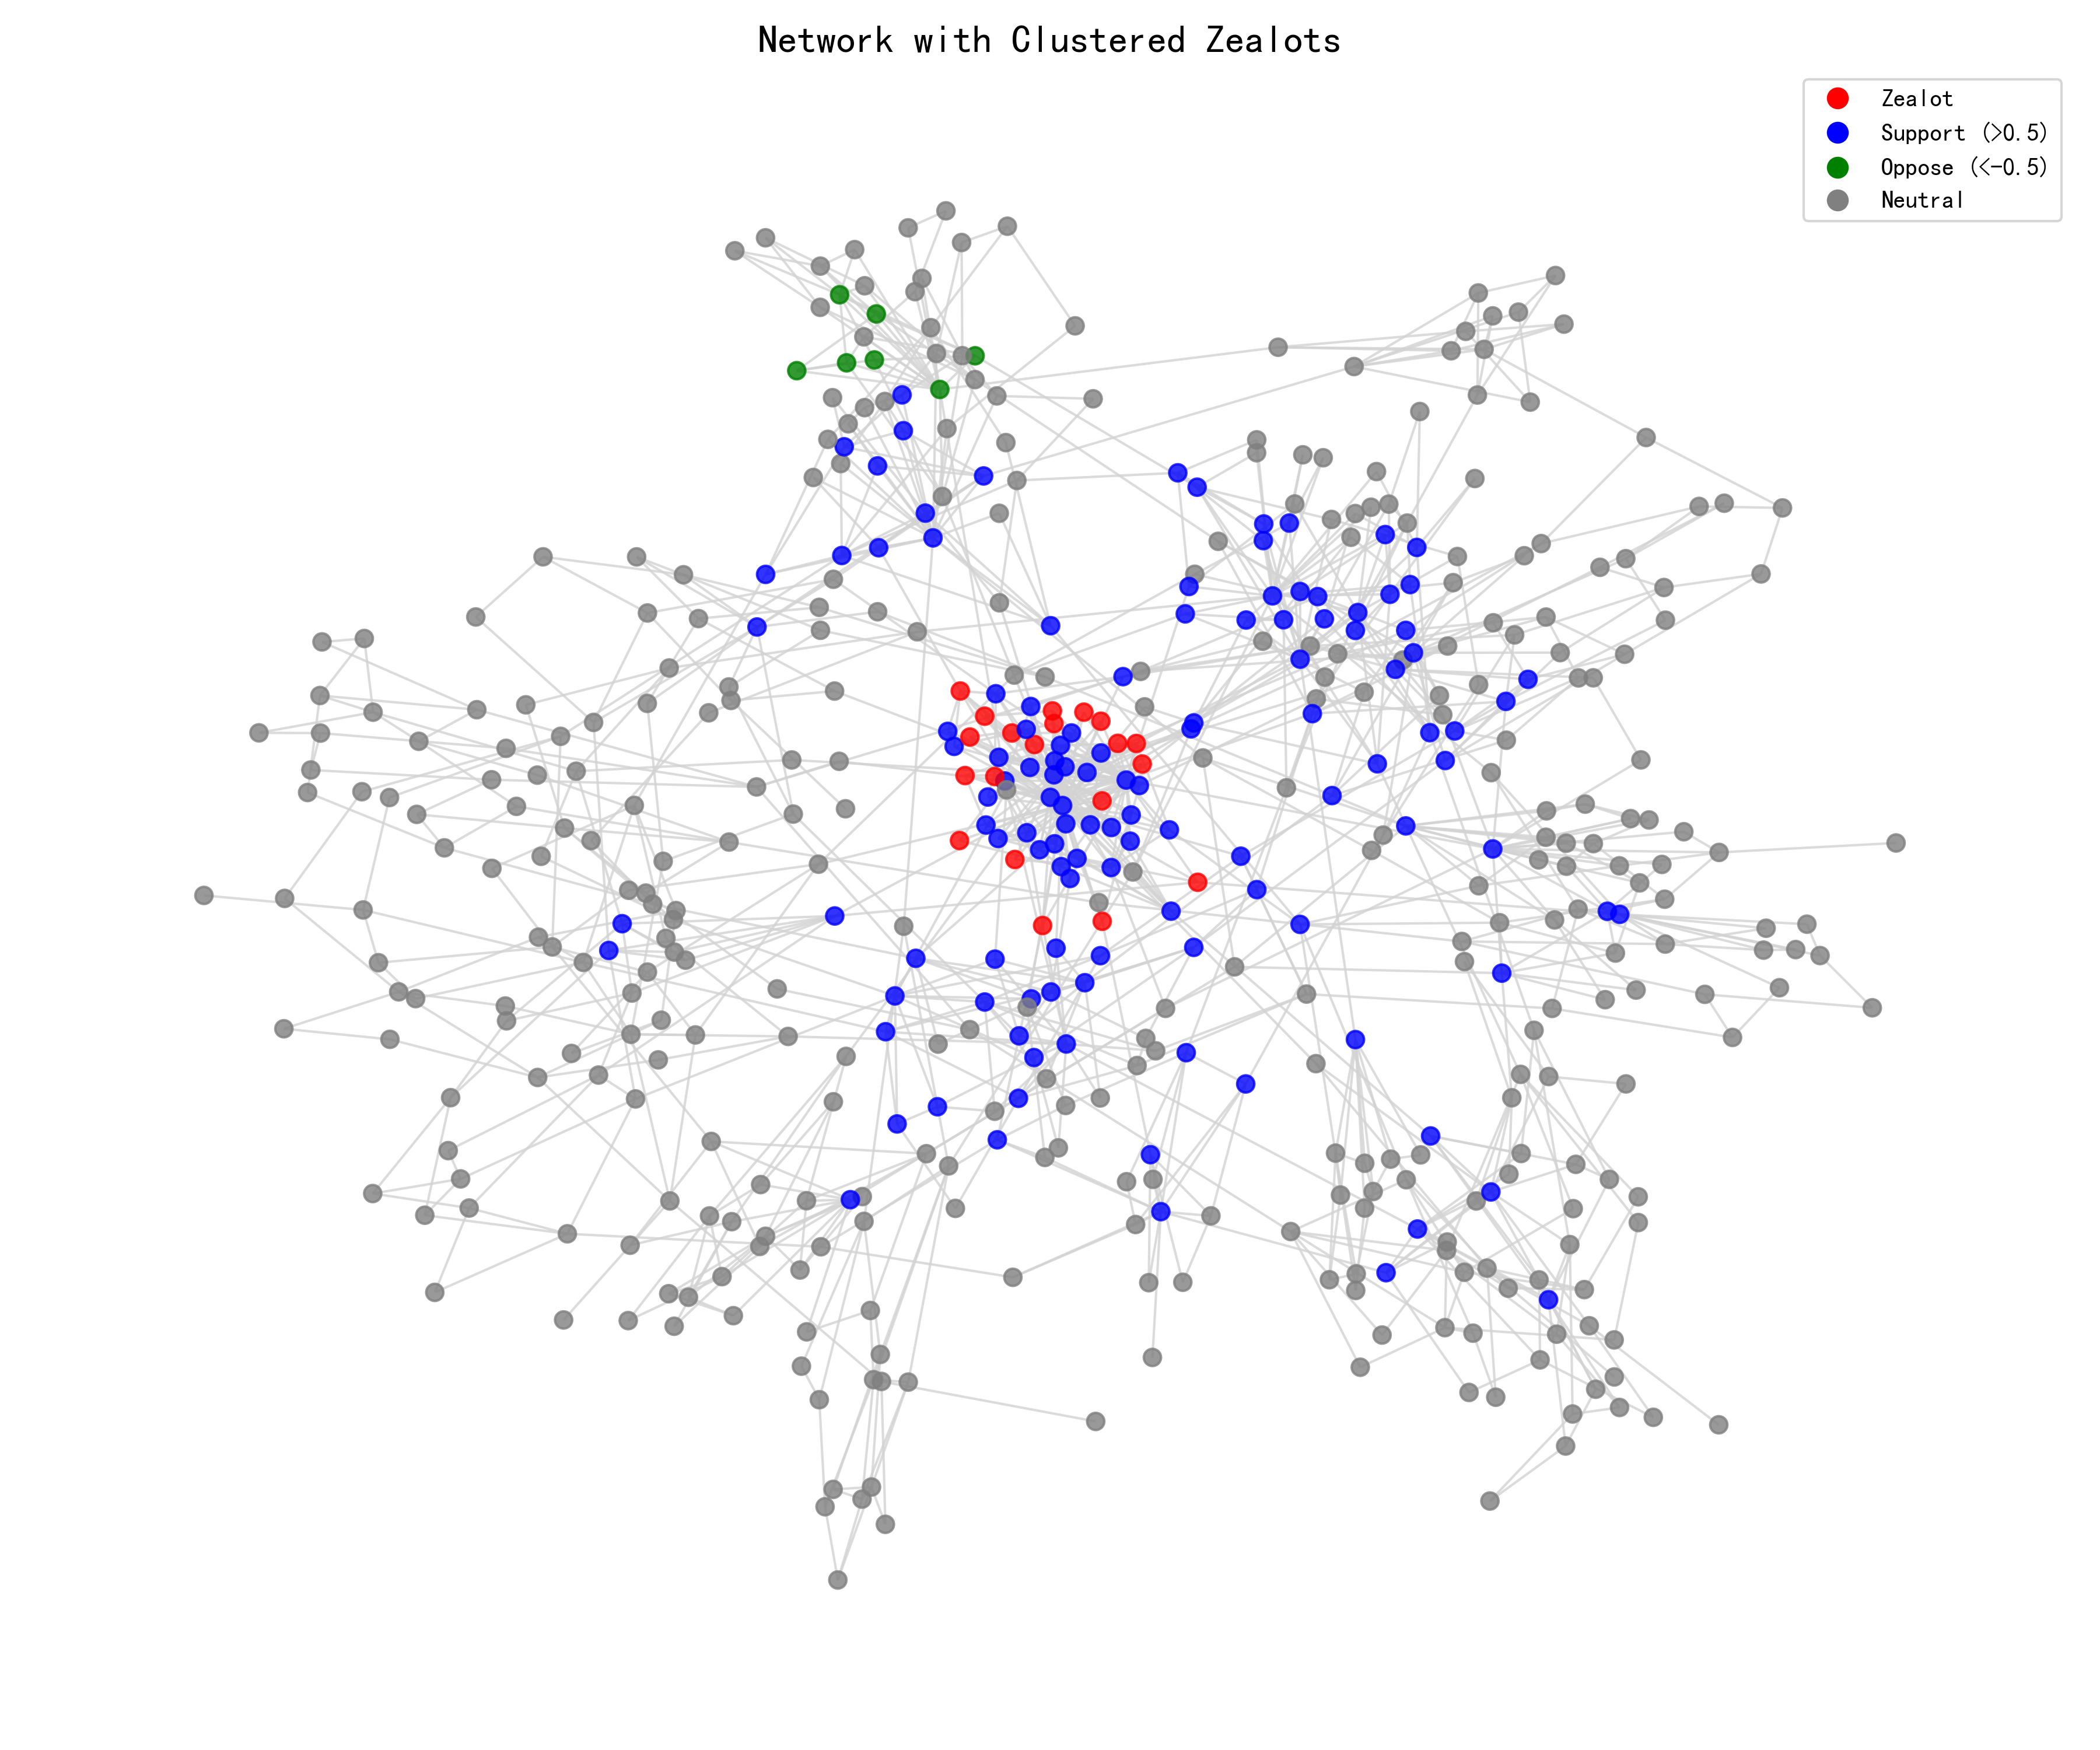 Network with Clustered Zealots
Zealot
Support (>0.5)
Oppose (<-0.5)
Neutral